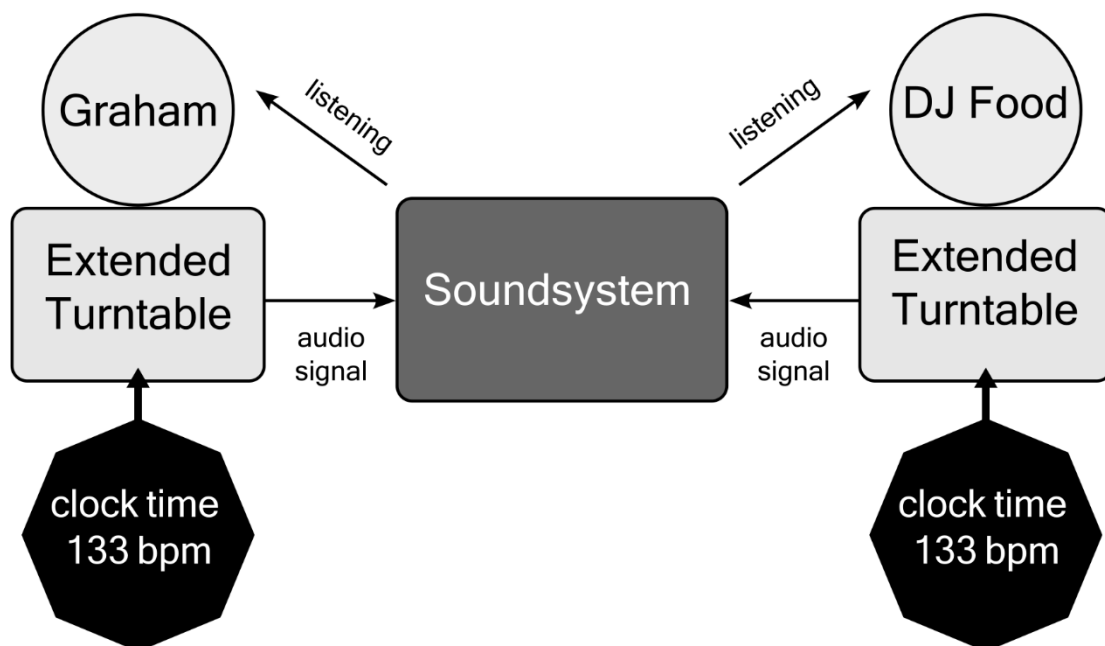 Graham
listening
listening
DJ Food
Extended
Turntable
Soundsystem
Extended
Turntable
audio
signal
audio
signal
clock time
133 bpm
clock time
133 bpm